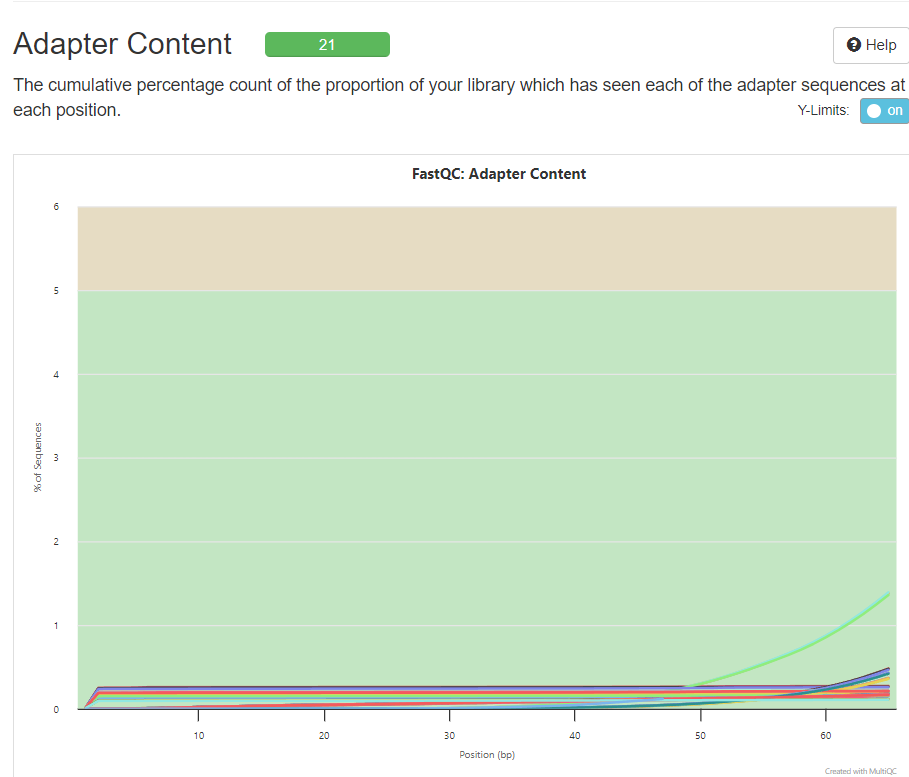 Adapter Content 21 Help
The cumulative percentage count of the proportion of your library which has seen each of the adapter sequences at
each position.
Y-Limits: on
FastQC: Adapter Content
6
5
4
3
2
1
0
% of Sequences
10 20 30 40 50 60
Position (bp)
Created with MultiQC